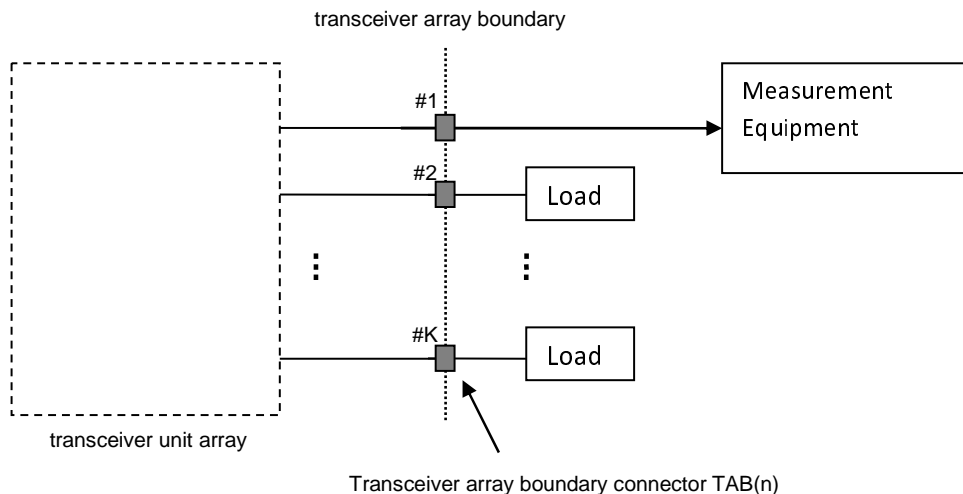 transceiver array boundary
#1
Measurement
Equipment
#2
Load
#K
Load
transceiver unit array
Transceiver array boundary connector TAB(n)